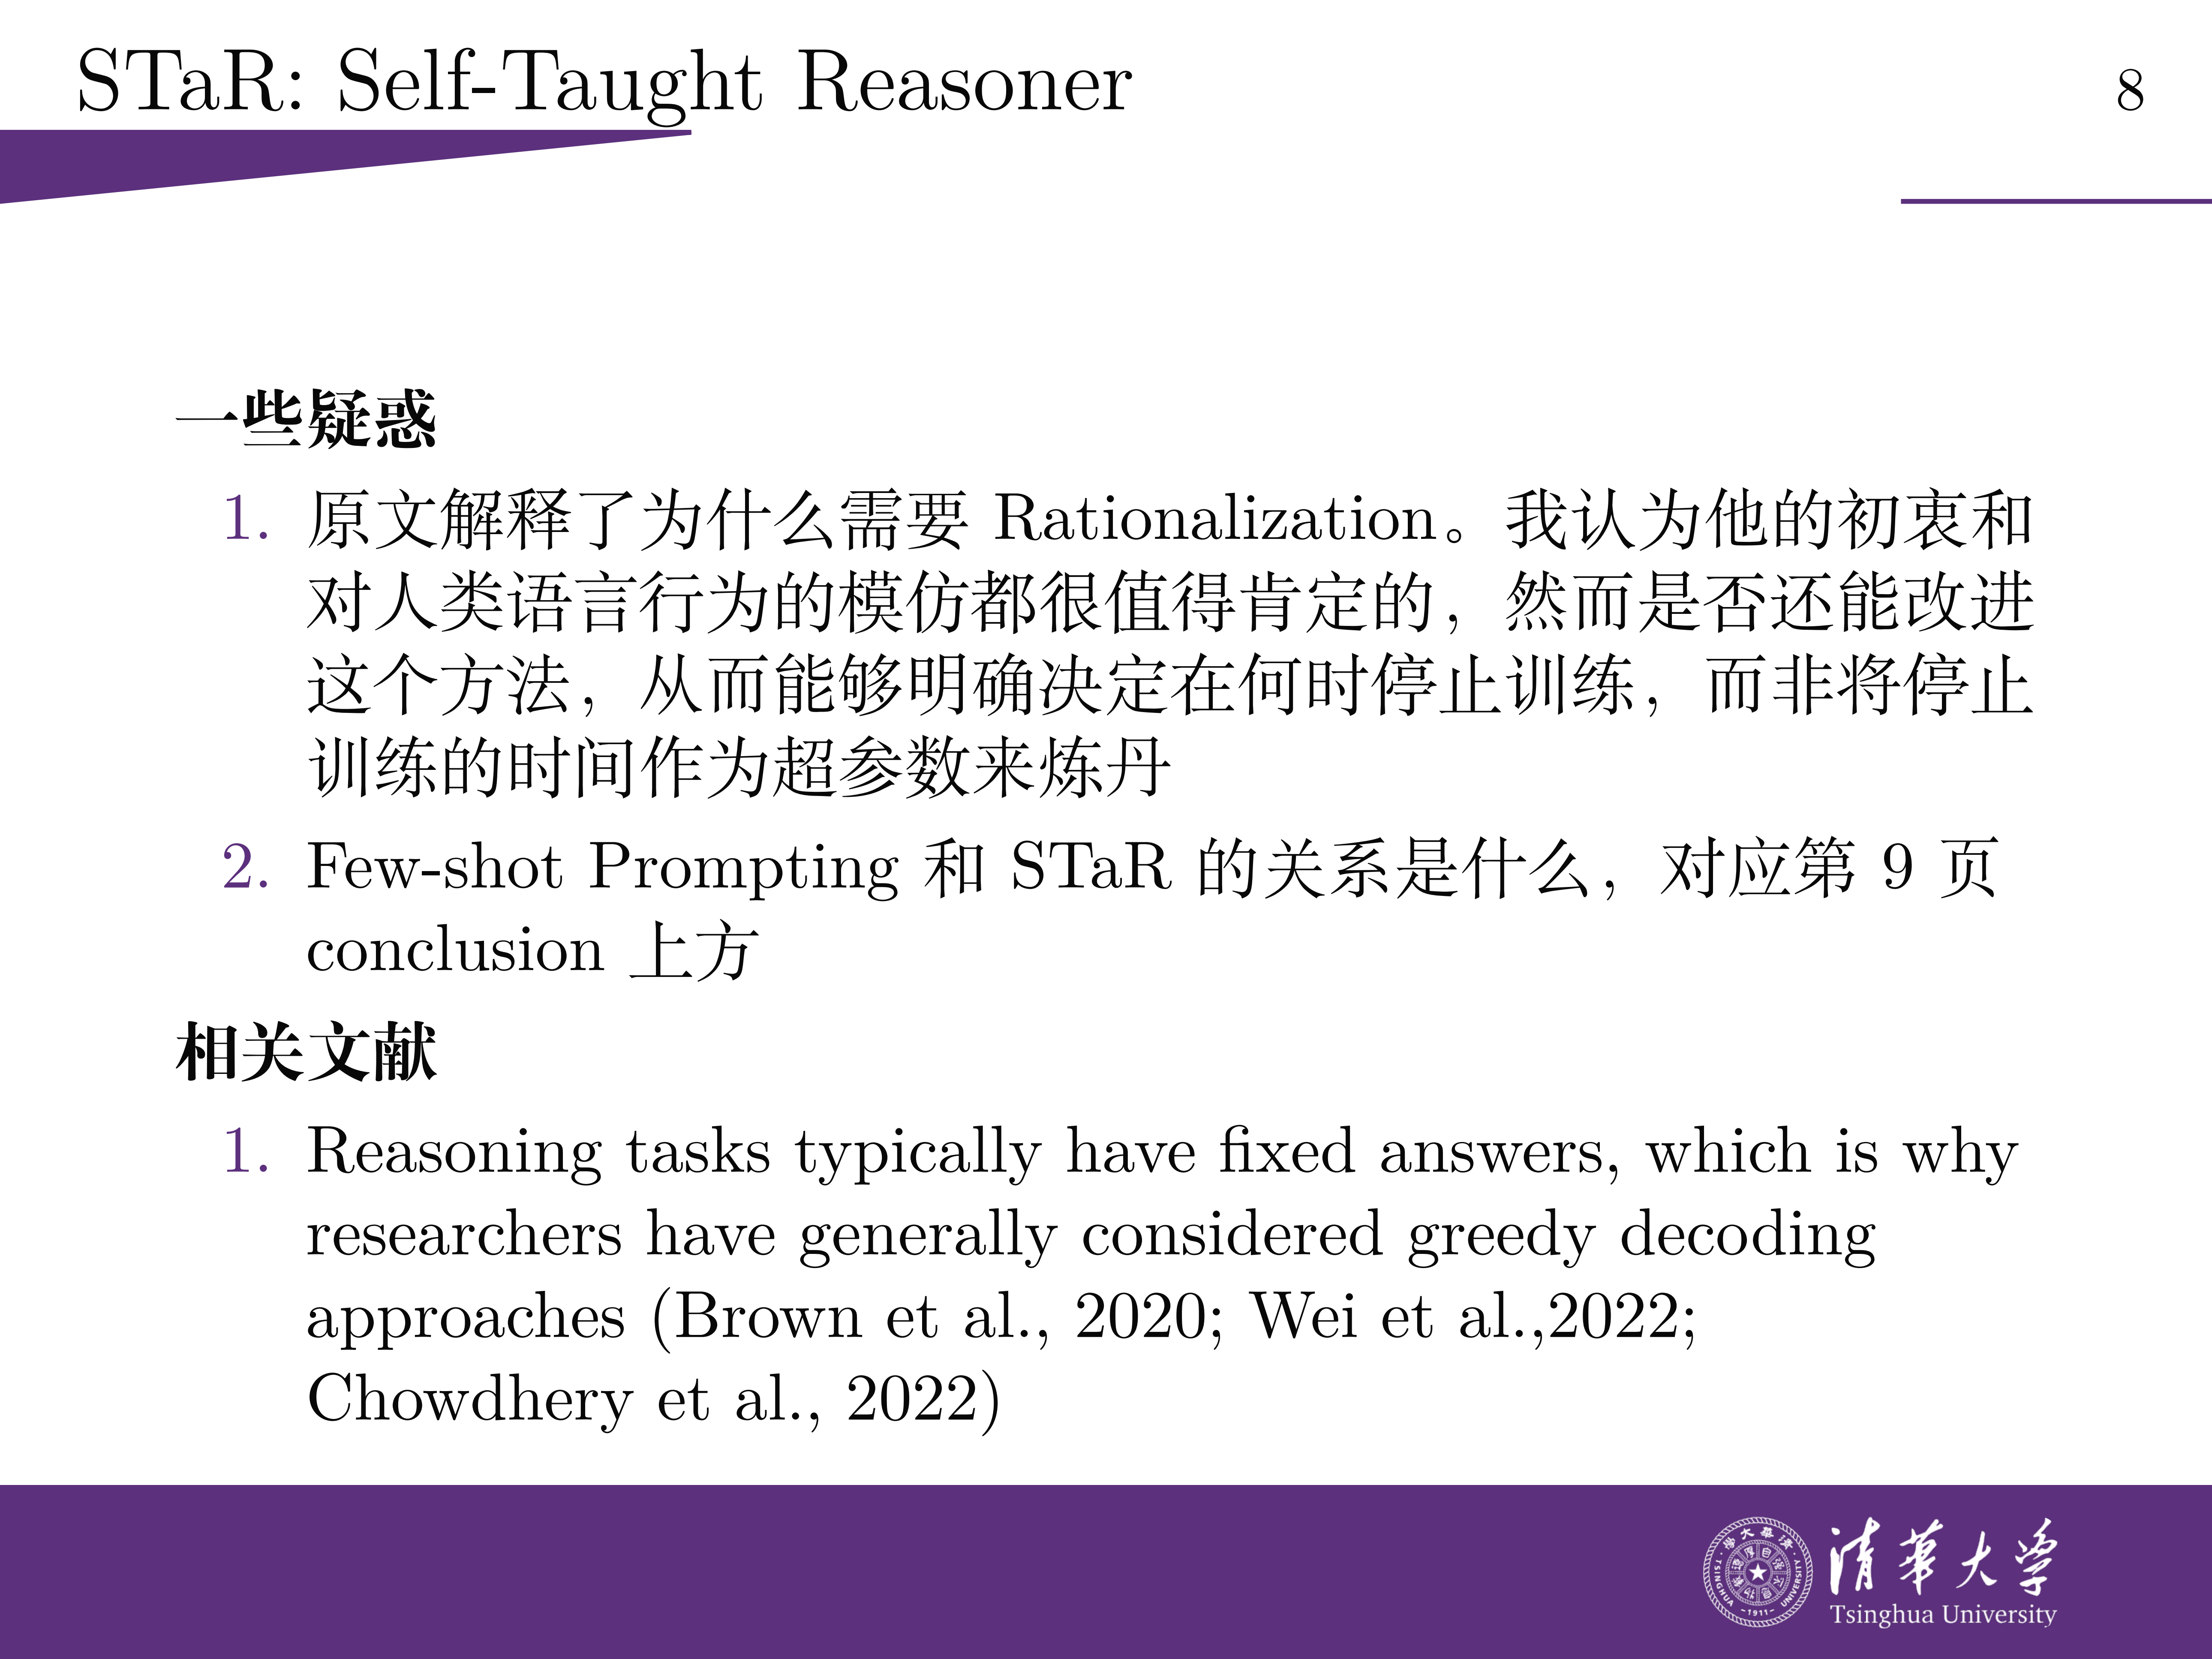 STaR: Self-Taught Reasoner
8
一些疑惑
1. 原文解释了为什么需要 Rationalization。我认为他的初衷和
对人类语言行为的模仿都很值得肯定的，然而是否还能改进
这个方法，从而能够明确决定在何时停止训练，而非将停止
训练的时间作为超参数来炼丹
2. Few-shot Prompting 和 STaR 的关系是什么，对应第 9 页
conclusion 上方
相关文献
1. Reasoning tasks typically have fixed answers, which is why
researchers have generally considered greedy decoding
approaches (Brown et al., 2020; Wei et al.,2022;
Chowdhery et al., 2022)
清華大学
Tsinghua University
TSINGHUA UNIVERSITY
-1911-